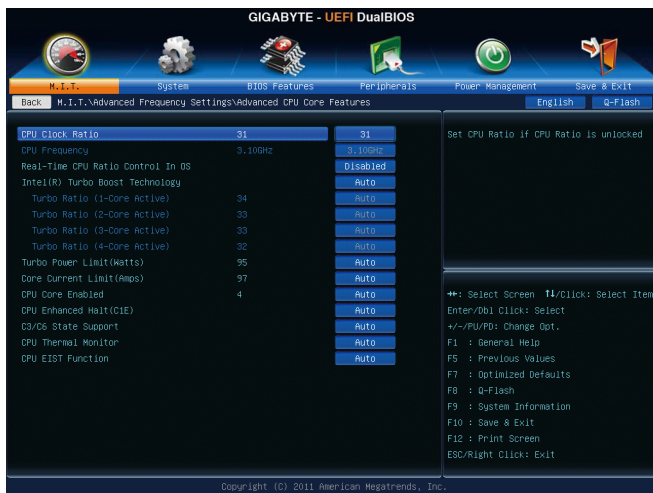 GIGABYTE - UEFI DualBIOS
M.I.T. System BIOS Features Peripherals Power Management Save & Exit
Back M.I.T.\Advanced Frequency Settings\Advanced CPU Core Features English Q-Flash
CPU Clock Ratio 31 31
CPU Frequency 3.10GHz 3.10GHz
Real-Time CPU Ratio Control In OS Disabled
Intel(R) Turbo Boost Technology Auto
Turbo Ratio (1-Core Active) 34 Auto
Turbo Ratio (2-Core Active) 33 Auto
Turbo Ratio (3-Core Active) 33 Auto
Turbo Ratio (4-Core Active) 32 Auto
Turbo Power Limit(Watts) 95 Auto
Core Current Limit(Amps) 97 Auto
CPU Core Enabled 4 Auto
CPU Enhanced Halt(C1E) Auto
C3/C6 State Support Auto
CPU Thermal Monitor Auto
CPU EIST Function Auto
Set CPU Ratio if CPU Ratio is unlocked
→←: Select Screen ↑↓/Click: Select Item
Enter/Dbl Click: Select
+/-/PU/PD: Change Opt.
F1 : General Help
F5 : Previous Values
F7 : Optimized Defaults
F8 : Q-Flash
F9 : System Information
F10 : Save & Exit
F12 : Print Screen
ESC/Right Click: Exit
Copyright (C) 2011 American Megatrends, Inc.